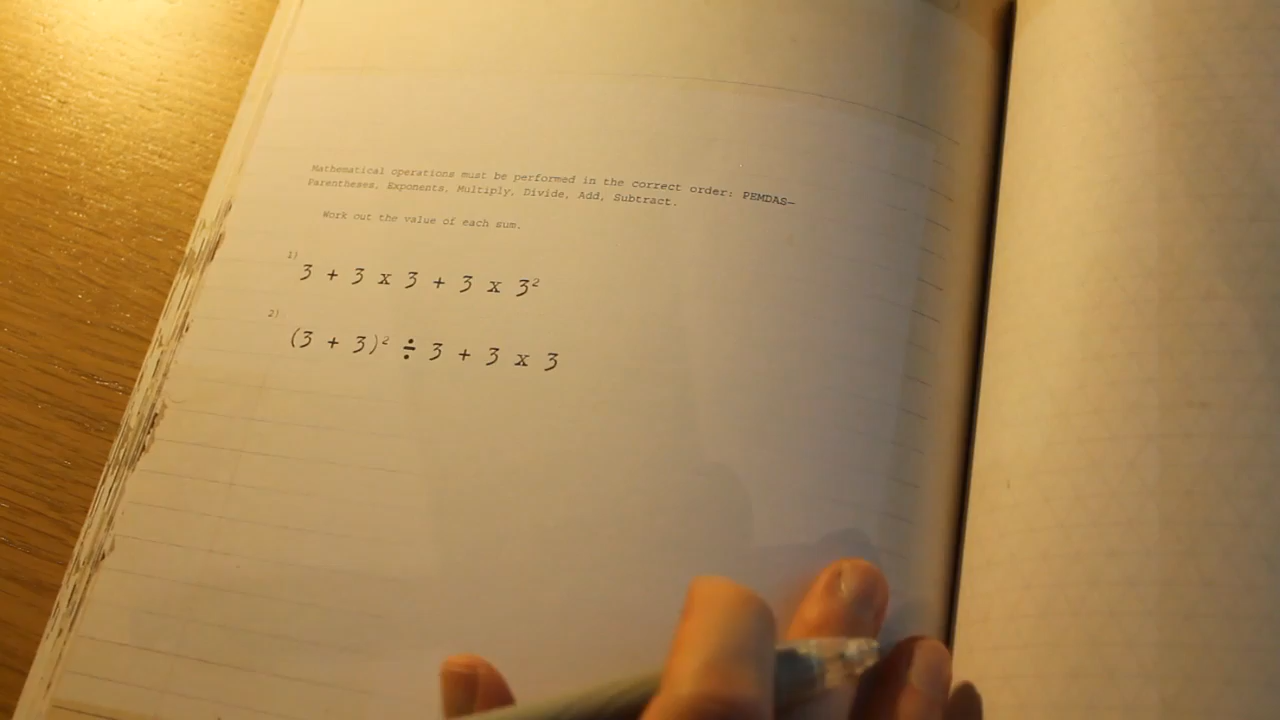 Mathematical operations must be performed in the correct order: PEMDAS—
Parentheses, Exponents, Multiply, Divide, Add, Subtract.
Work out the value of each sum.
1)
3 + 3 x 3 + 3 x 3²
2)
(3 + 3)² ÷ 3 + 3 x 3